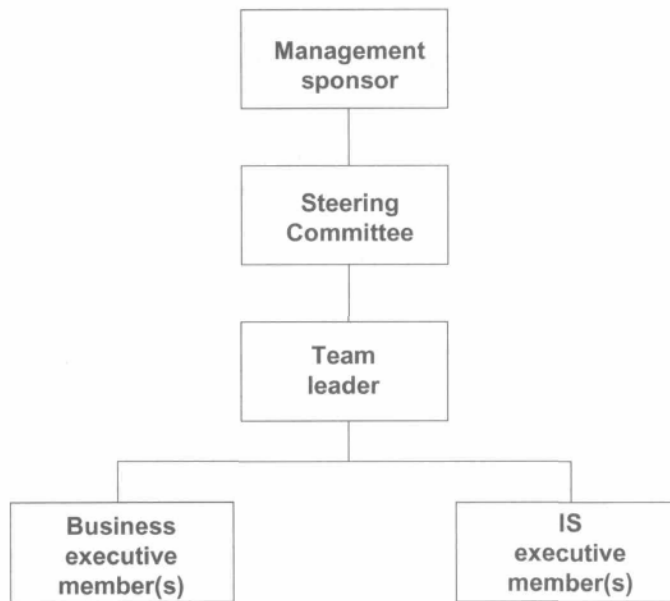 Management
sponsor
Steering
Committee
Team
leader
Business
executive
member(s)
IS
executive
member(s)